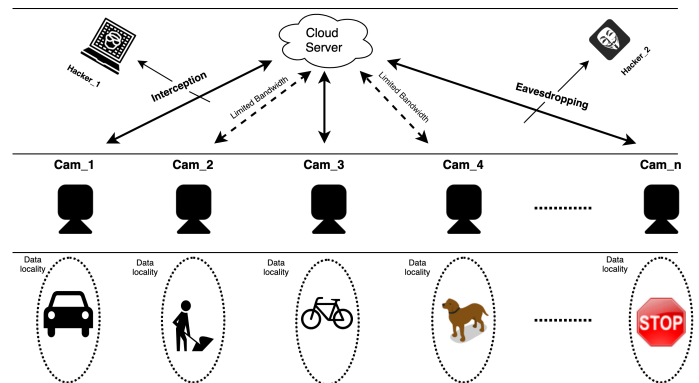 Cloud
Server
Hacker_1
Hacker_2
Interception
Limited Bandwidth
Limited Bandwidth
Eavesdropping
Cam_1
Cam_2
Cam_3
Cam_4
Cam_n
Data
locality
Data
locality
Data
locality
Data
locality
Data
locality
STOP